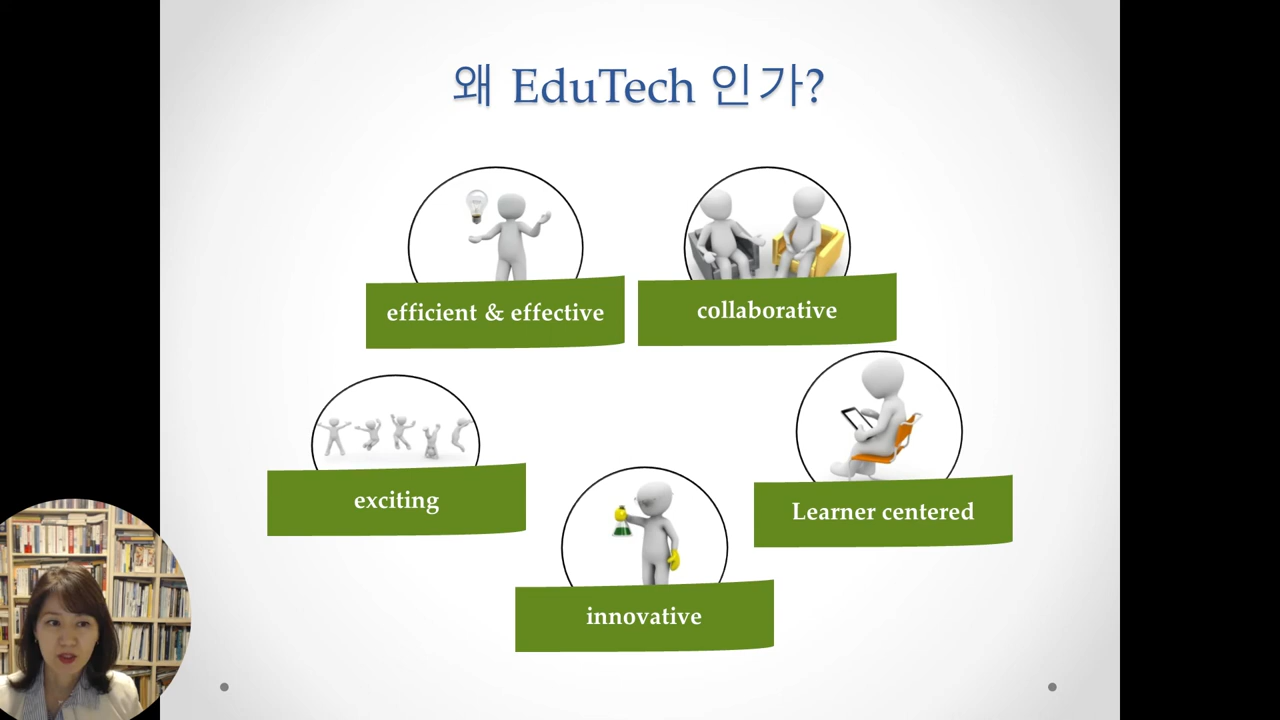 왜 EduTech 인가?
efficient & effective
collaborative
exciting
Learner centered
innovative